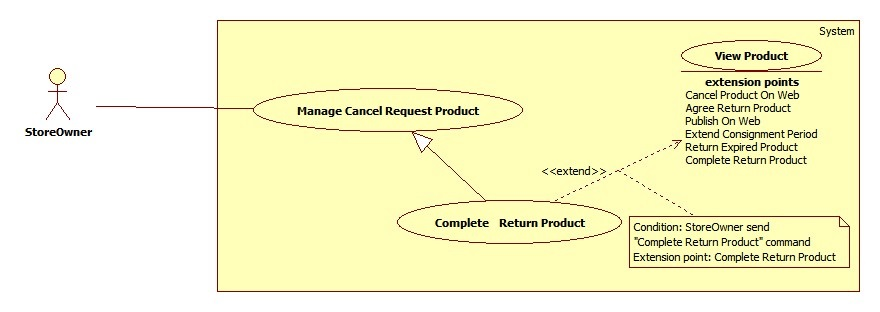 System
View Product
extension points
Cancel Product On Web
Agree Return Product
Publish On Web
Extend Consignment Period
Return Expired Product
Complete Return Product
Manage Cancel Request Product
StoreOwner
<<extend>>
Complete Return Product
Condition: StoreOwner send
"Complete Return Product" command
Extension point: Complete Return Product